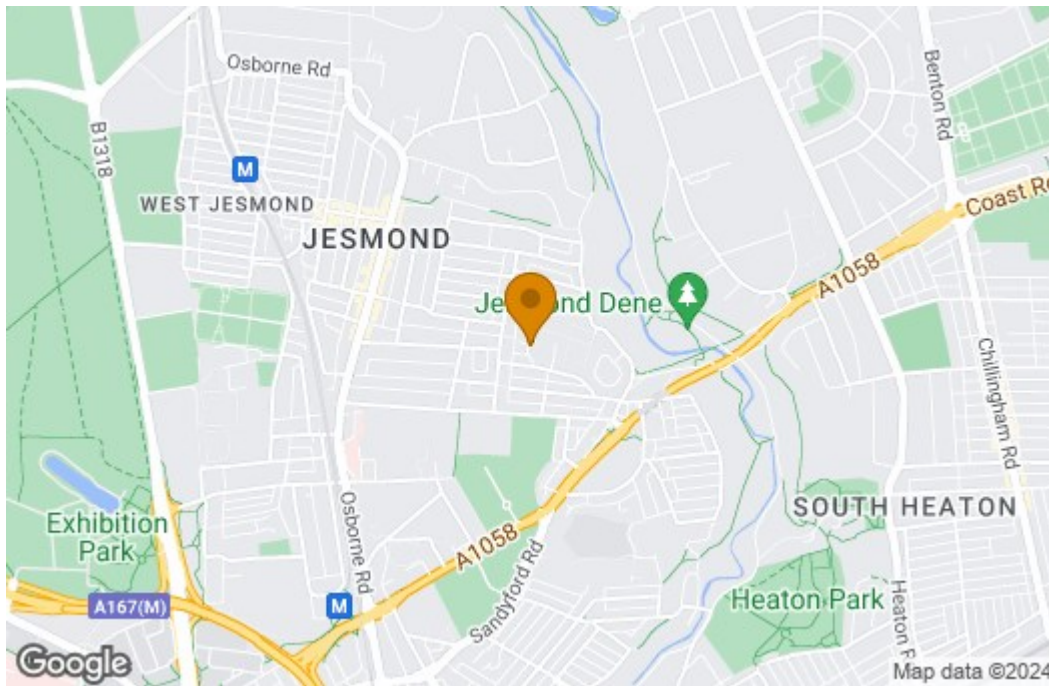 Osborne Rd
Benton Rd
B1318
M
WEST JESMOND
JESMOND
Coast Rd
A1058
Jesmond Dene
Chillingham Rd
SOUTH HEATON
Exhibition
Park
Osborne Rd
A1058
Sandyford Rd
A167(M)
M
Heaton Park
Heaton R
Google
Map data ©2024